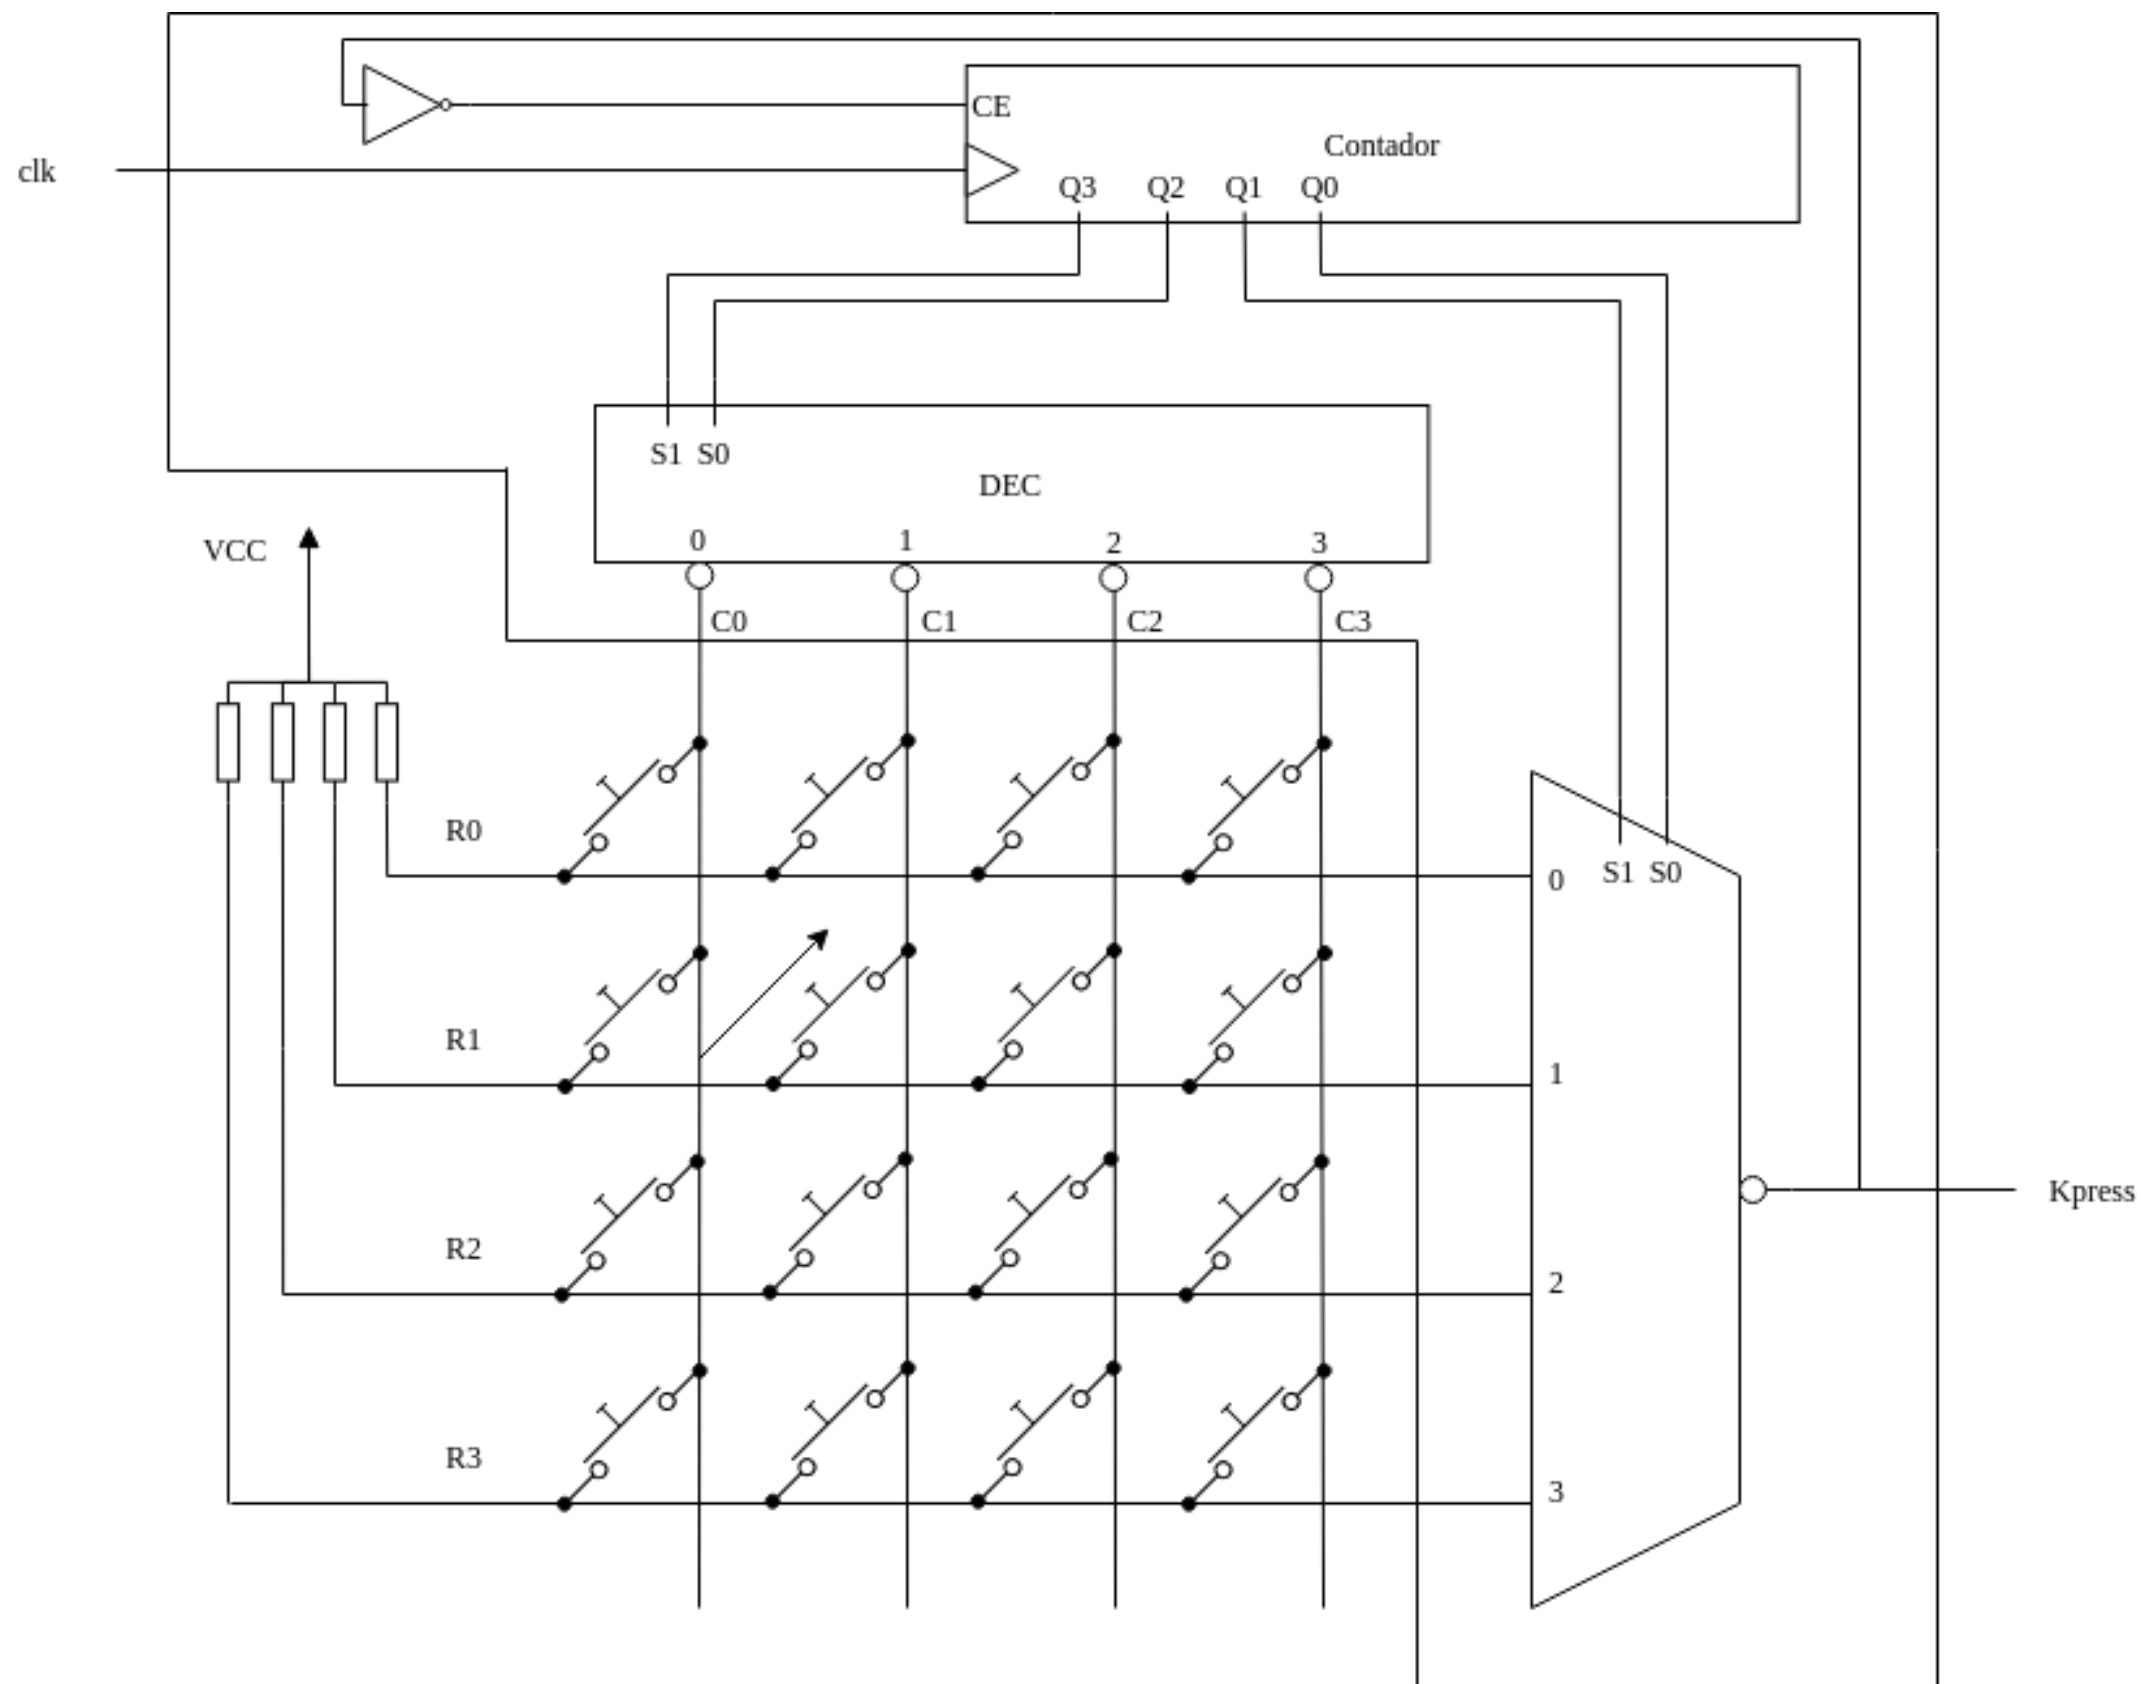 CE
Contador
clk
Q3 Q2 Q1 Q0
S1 S0
DEC
VCC
0 1 2 3
C0 C1 C2 C3
R0
0
S1 S0
R1
1
Kpress
R2
2
R3
3